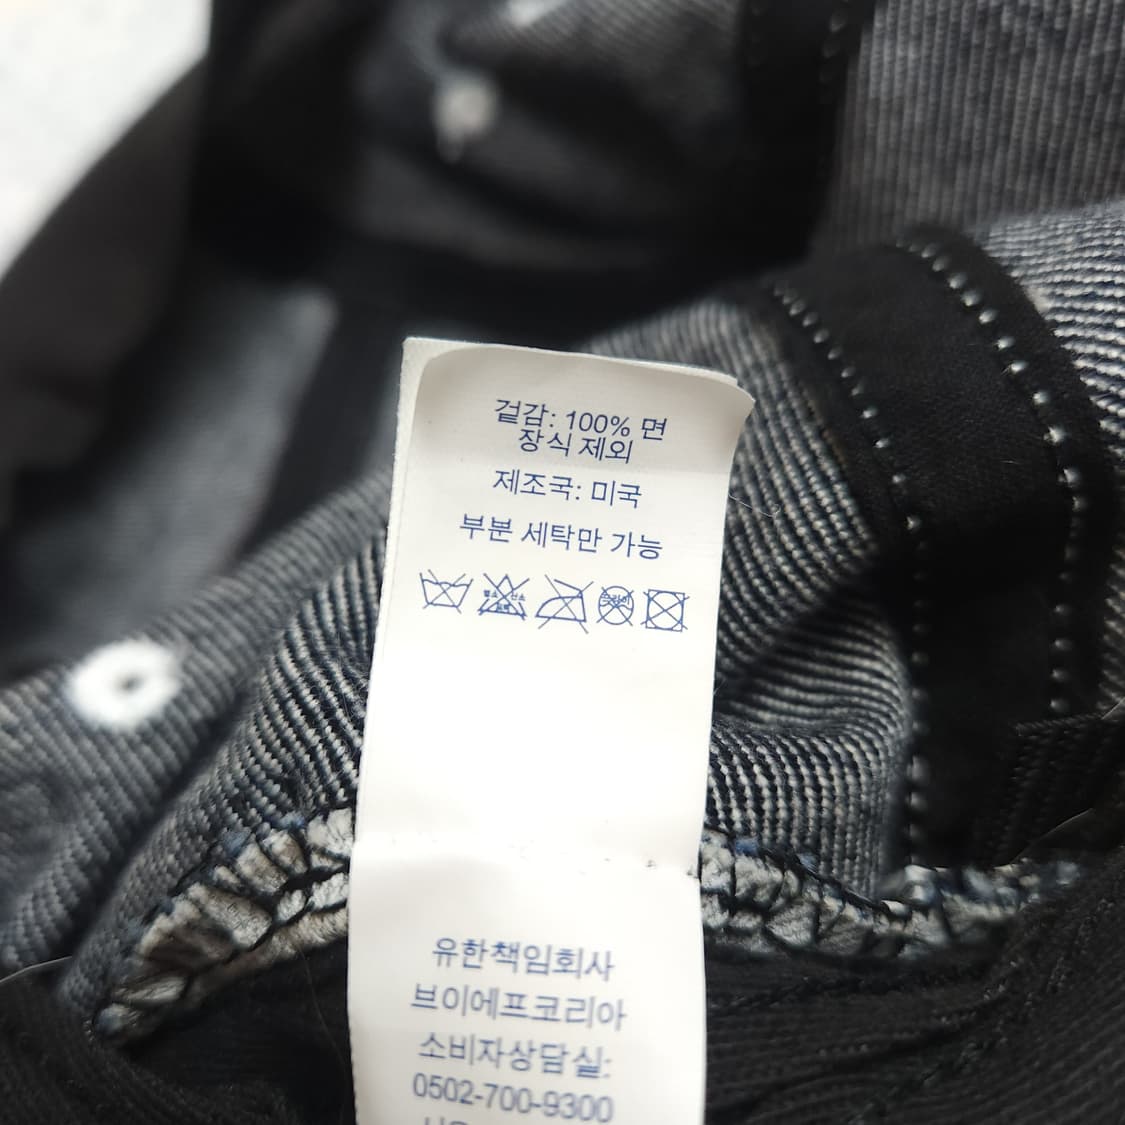 겉감: 100% 면
장식 제외
제조국: 미국
부분 세탁만 가능
유한책임회사
브이에프코리아
소비자상담실:
0502-700-9300